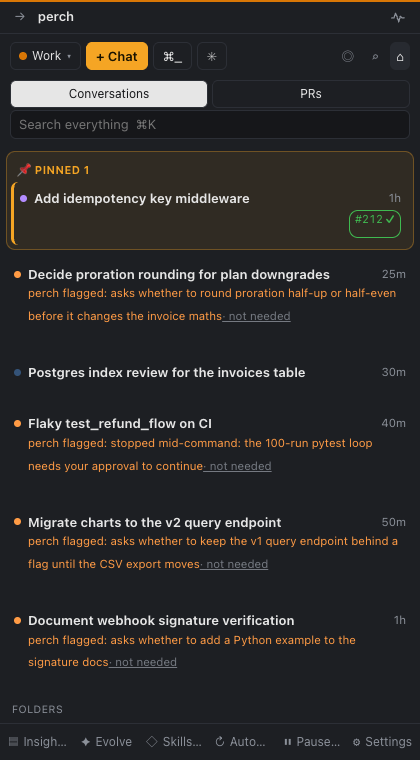 perch
Work
+ Chat
⌘_
Conversations
PRs
Search everything ⌘K
PINNED 1
Add idempotency key middleware 1h
#212 ✓
Decide proration rounding for plan downgrades 25m
perch flagged: asks whether to round proration half-up or half-even
before it changes the invoice maths · not needed
Postgres index review for the invoices table 30m
Flaky test_refund_flow on CI 40m
perch flagged: stopped mid-command: the 100-run pytest loop
needs your approval to continue · not needed
Migrate charts to the v2 query endpoint 50m
perch flagged: asks whether to keep the v1 query endpoint behind a
flag until the CSV export moves · not needed
Document webhook signature verification 1h
perch flagged: asks whether to add a Python example to the
signature docs · not needed
FOLDERS
Insigh... Evolve Skills... Auto... Pause... Settings